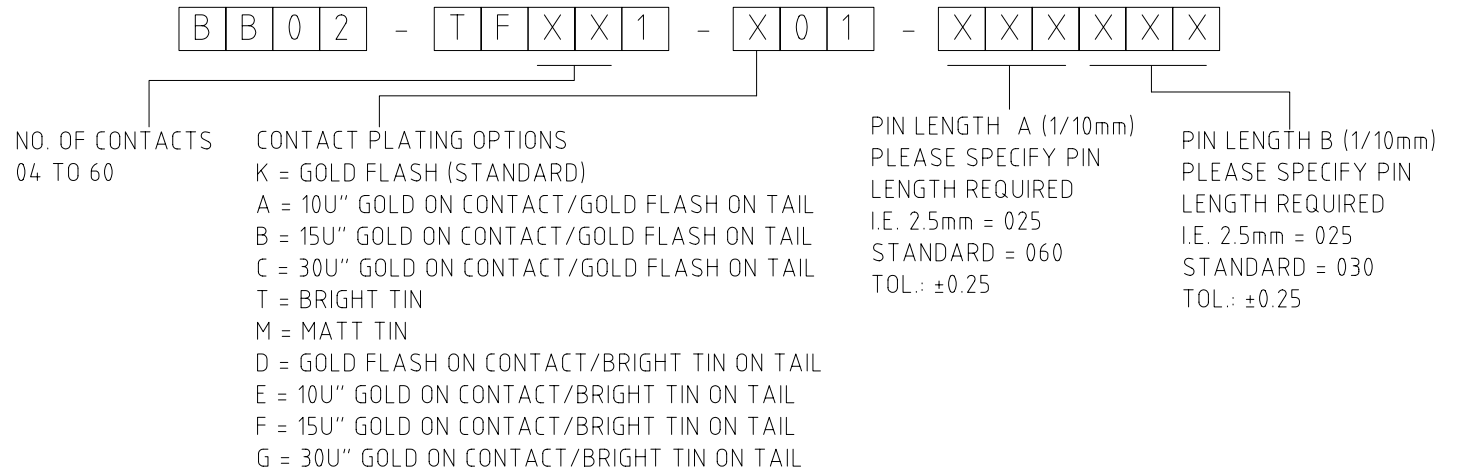 BB02 - TFXX1 - X01 - XXXXXX
NO. OF CONTACTS
04 TO 60
CONTACT PLATING OPTIONS
K = GOLD FLASH (STANDARD)
A = 10U" GOLD ON CONTACT/GOLD FLASH ON TAIL
B = 15U" GOLD ON CONTACT/GOLD FLASH ON TAIL
C = 30U" GOLD ON CONTACT/GOLD FLASH ON TAIL
T = BRIGHT TIN
M = MATT TIN
D = GOLD FLASH ON CONTACT/BRIGHT TIN ON TAIL
E = 10U" GOLD ON CONTACT/BRIGHT TIN ON TAIL
F = 15U" GOLD ON CONTACT/BRIGHT TIN ON TAIL
G = 30U" GOLD ON CONTACT/BRIGHT TIN ON TAIL
PIN LENGTH A (1/10mm)
PLEASE SPECIFY PIN
LENGTH REQUIRED
I.E. 2.5mm = 025
STANDARD = 060
TOL.: ±0.25
PIN LENGTH B (1/10mm)
PLEASE SPECIFY PIN
LENGTH REQUIRED
I.E. 2.5mm = 025
STANDARD = 030
TOL.: ±0.25